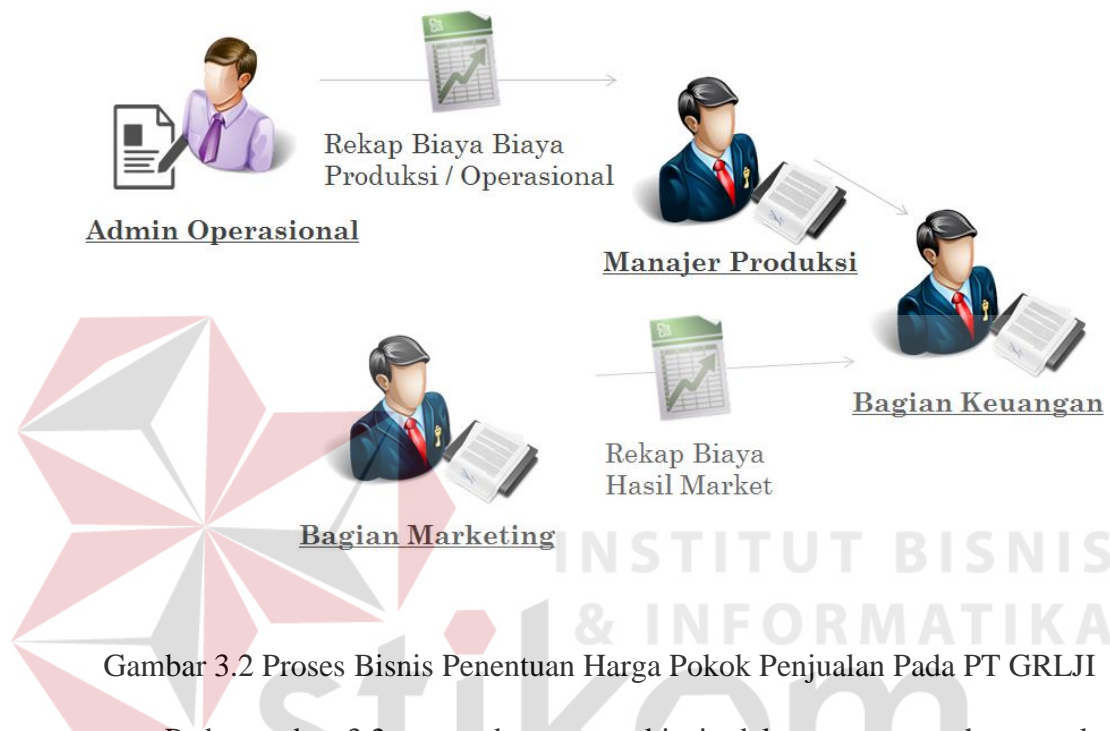 Rekap Biaya Biaya
Produksi / Operasional
Admin Operasional
Manajer Produksi
Bagian Keuangan
Rekap Biaya
Hasil Market
Bagian Marketing
INSTITUT BISNIS
& INFORMATIKA
stikom
Gambar 3.2 Proses Bisnis Penentuan Harga Pokok Penjualan Pada PT GRLJI